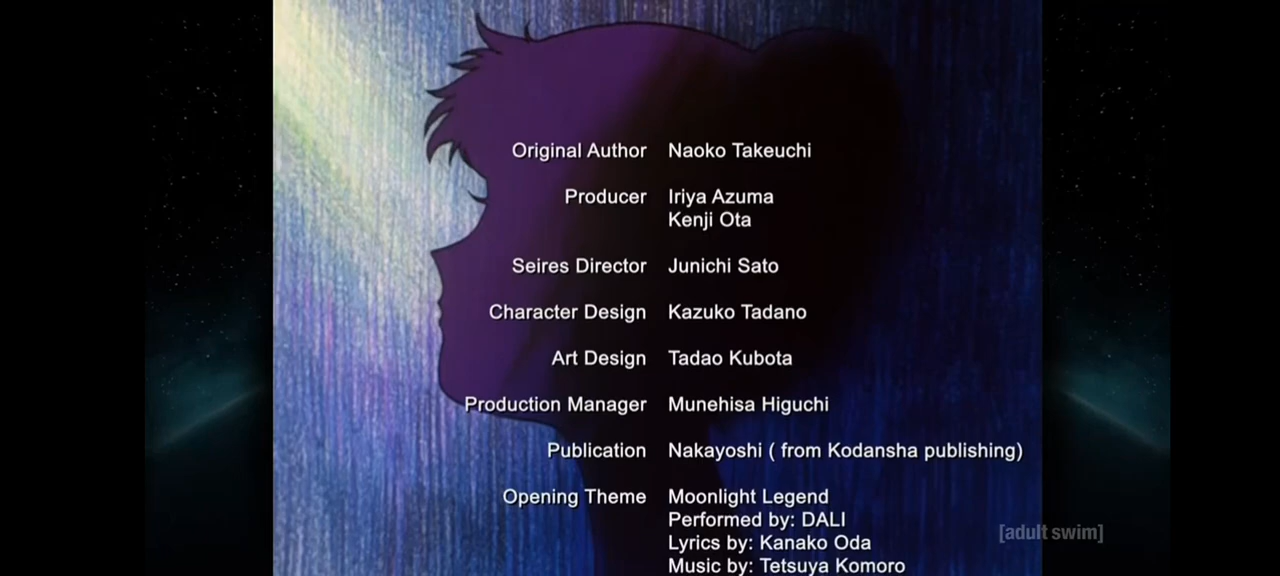 Original Author Naoko Takeuchi
Producer Iriya Azuma
Kenji Ota
Seires Director Junichi Sato
Character Design Kazuko Tadano
Art Design Tadao Kubota
Production Manager Munehisa Higuchi
Publication Nakayoshi ( from Kodansha publishing)
Opening Theme Moonlight Legend
Performed by: DALI
Lyrics by: Kanako Oda
Music by: Tetsuya Komoro
[adult swim]